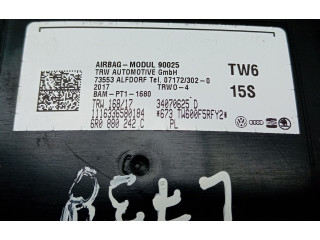 AIRBAG-MODUL 90025
TRW AUTOMOTIVE GmbH
73553 ALFDORF Tel. 07172/302-0
2017 TRWO-4
BAM-PT1-1680
TW6
15S
TRW 168/17 34070625 D
1116336580184 *673 TW600F5RFY2*
6R0 880 242 C PL